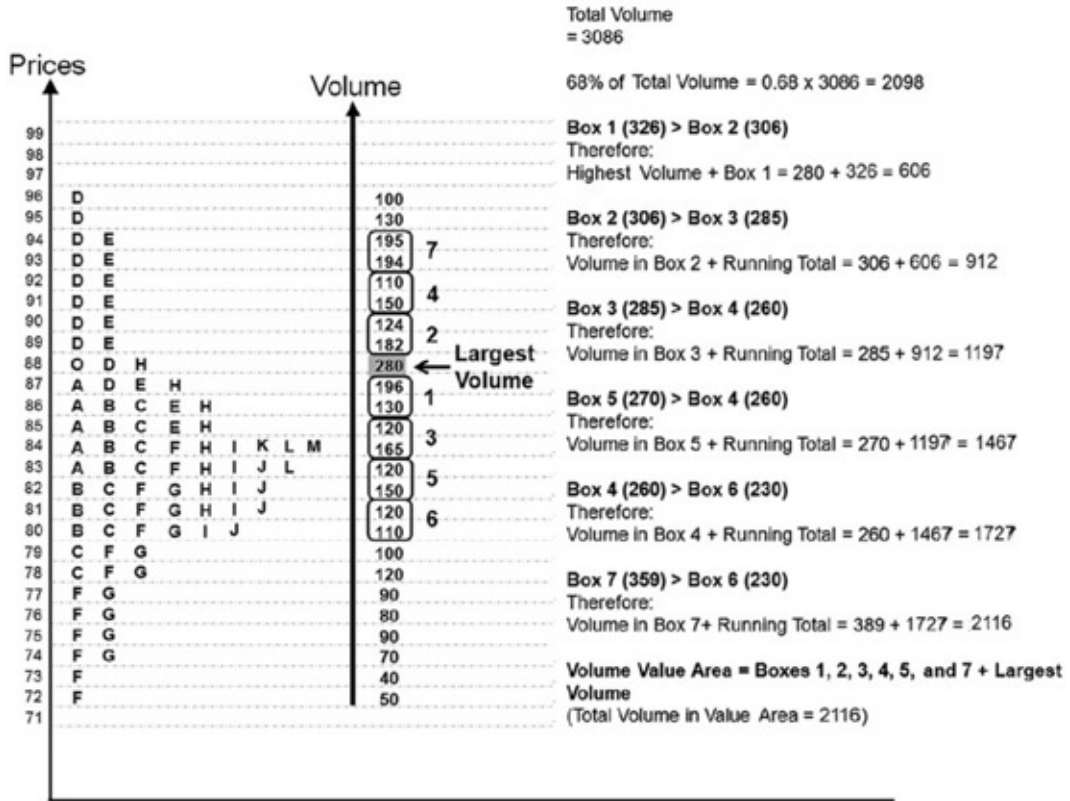 Total Volume
= 3086
Prices
Volume
68% of Total Volume = 0.68 x 3086 = 2098
Box 1 (326) > Box 2 (306)
Therefore:
Highest Volume + Box 1 = 280 + 326 = 606
Box 2 (306) > Box 3 (285)
Therefore:
Volume in Box 2 + Running Total = 306 + 606 = 912
Box 3 (285) > Box 4 (260)
Therefore:
Volume in Box 3 + Running Total = 285 + 912 = 1197
Box 5 (270) > Box 4 (260)
Therefore:
Volume in Box 5 + Running Total = 270 + 1197 = 1467
Box 4 (260) > Box 6 (230)
Therefore:
Volume in Box 4 + Running Total = 260 + 1467 = 1727
Box 7 (359) > Box 6 (230)
Therefore:
Volume in Box 7+ Running Total = 389 + 1727 = 2116
Volume Value Area = Boxes 1, 2, 3, 4, 5, and 7 + Largest
Volume
(Total Volume in Value Area = 2116)
99
98
97
96 D 100
95 D 130
94 D E 195
7
93 D E 194
92 D E 110
4
91 D E 150
90 D E 124
2
89 D E 182
88 O D H 280
Largest
Volume
87 A D E H 196
1
86 A B C E H 130
85 A B C E H 120
3
84 A B C F H I K L M 165
83 A B C F H I J L 120
5
82 B C F G H I J 150
81 B C F G H I J 120
6
80 B C F G I J 110
79 C F G 100
78 C F G 120
77 F G 90
76 F G 80
75 F G 90
74 F G 70
73 F 40
72 F 50
71